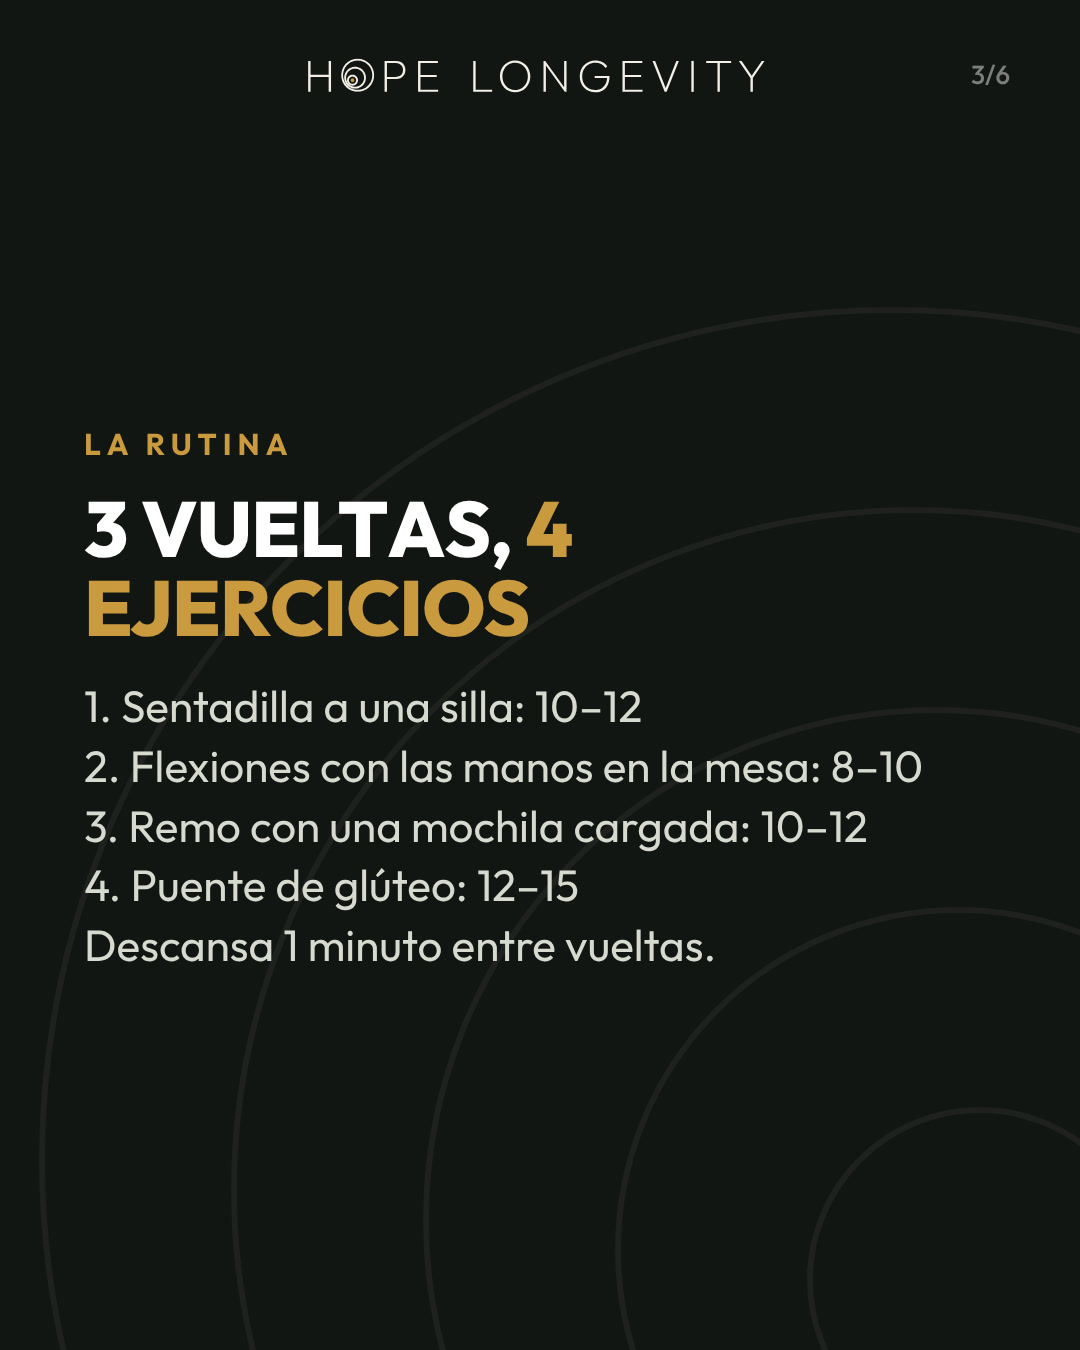 HOPE LONGEVITY
3/6
LA RUTINA
3 VUELTAS, 4
EJERCICIOS
1. Sentadilla a una silla: 10–12
2. Flexiones con las manos en la mesa: 8–10
3. Remo con una mochila cargada: 10–12
4. Puente de glúteo: 12–15
Descansa 1 minuto entre vueltas.